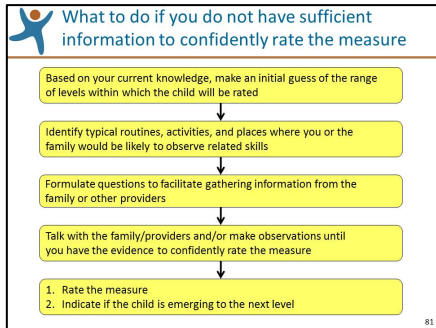 What to do if you do not have sufficient
information to confidently rate the measure
Based on your current knowledge, make an initial guess of the range
of levels within which the child will be rated
Identify typical routines, activities, and places where you or the
family would be likely to observe related skills
Formulate questions to facilitate gathering information from the
family or other providers
Talk with the family/providers and/or make observations until
you have the evidence to confidently rate the measure
1. Rate the measure
2. Indicate if the child is emerging to the next level
81